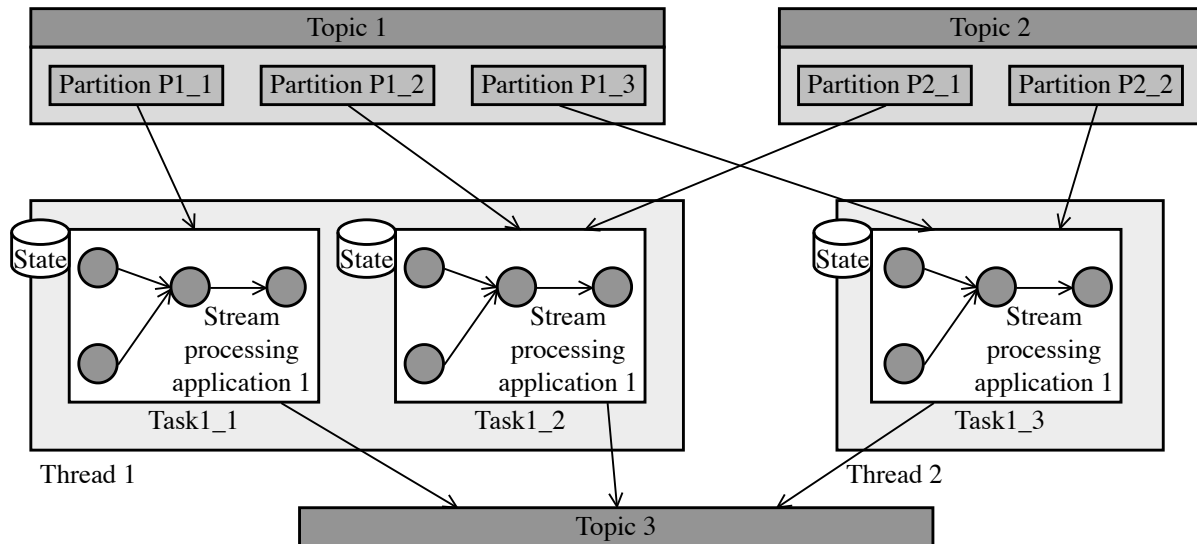 Topic 1
Topic 2
Partition P1_1
Partition P1_2
Partition P1_3
Partition P2_1
Partition P2_2
State
Stream
processing
application 1
Task1_1
State
Stream
processing
application 1
Task1_2
State
Stream
processing
application 1
Task1_3
Thread 1
Thread 2
Topic 3